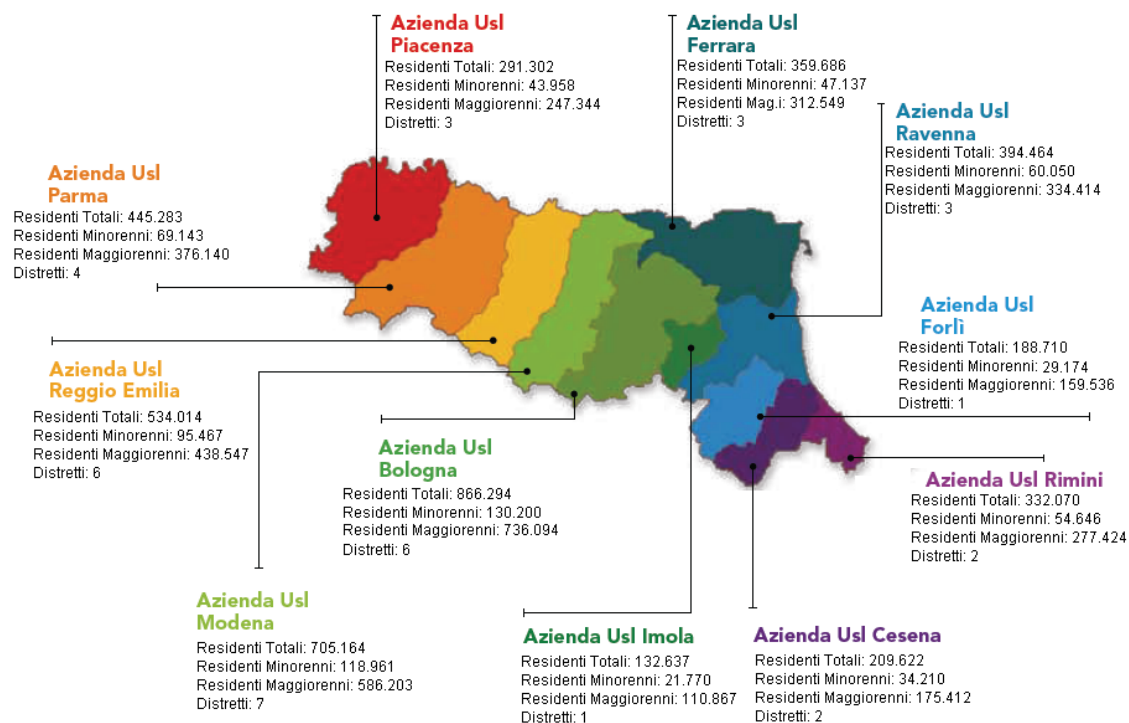 Azienda Usl
Piacenza
Residenti Totali: 291.302
Residenti Minorenni: 43.958
Residenti Maggiorenni: 247.344
Distretti: 3
Azienda Usl
Ferrara
Residenti Totali: 359.686
Residenti Minorenni: 47.137
Residenti Mag.i: 312.549
Distretti: 3
Azienda Usl
Ravenna
Residenti Totali: 394.464
Residenti Minorenni: 60.050
Residenti Maggiorenni: 334.414
Distretti: 3
Azienda Usl
Parma
Residenti Totali: 445.283
Residenti Minorenni: 69.143
Residenti Maggiorenni: 376.140
Distretti: 4
Azienda Usl
Forlì
Residenti Totali: 188.710
Residenti Minorenni: 29.174
Residenti Maggiorenni: 159.536
Distretti: 1
Azienda Usl
Reggio Emilia
Residenti Totali: 534.014
Residenti Minorenni: 95.467
Residenti Maggiorenni: 438.547
Distretti: 6
Azienda Usl
Bologna
Residenti Totali: 866.294
Residenti Minorenni: 130.200
Residenti Maggiorenni: 736.094
Distretti: 6
Azienda Usl Rimini
Residenti Totali: 332.070
Residenti Minorenni: 54.646
Residenti Maggiorenni: 277.424
Distretti: 2
Azienda Usl
Modena
Residenti Totali: 705.164
Residenti Minorenni: 118.961
Residenti Maggiorenni: 586.203
Distretti: 7
Azienda Usl Imola
Residenti Totali: 132.637
Residenti Minorenni: 21.770
Residenti Maggiorenni: 110.867
Distretti: 1
Azienda Usl Cesena
Residenti Totali: 209.622
Residenti Minorenni: 34.210
Residenti Maggiorenni: 175.412
Distretti: 2